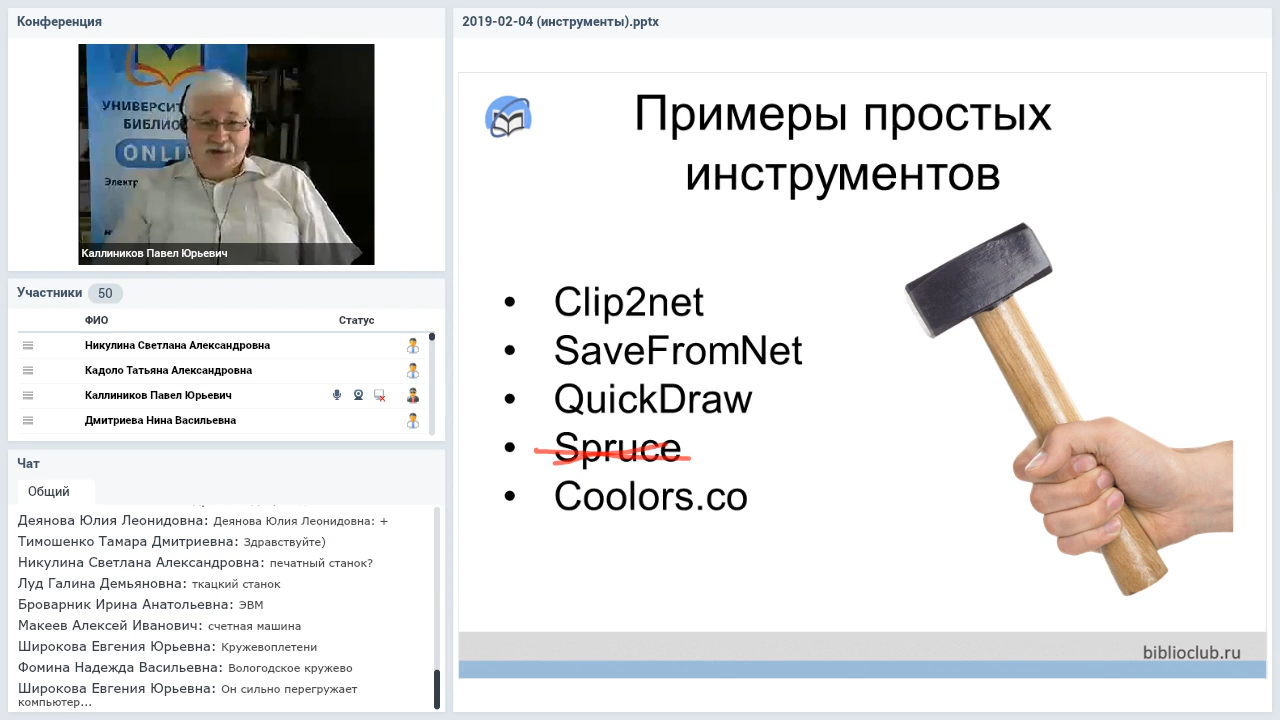 Конференция
УНИВЕРСИТ
БИБЛИО
ONLI
Электр
Каллиников Павел Юрьевич
Участники 50
ФИО Статус
Никулина Светлана Александровна
Кадоло Татьяна Александровна
Каллиников Павел Юрьевич
Дмитриева Нина Васильевна
Чат
Общий
Деянова Юлия Леонидовна: Деянова Юлия Леонидовна: +
Тимошенко Тамара Дмитриевна: Здравствуйте)
Никулина Светлана Александровна: печатный станок?
Луд Галина Демьяновна: ткацкий станок
Броварник Ирина Анатольевна: ЭВМ
Макеев Алексей Иванович: счетная машина
Широкова Евгения Юрьевна: Кружевоплетени
Фомина Надежда Васильевна: Вологодское кружево
Широкова Евгения Юрьевна: Он сильно перегружает
компьютер...
2019-02-04 (инструменты).pptx
Примеры простых
инструментов
• Clip2net
• SaveFromNet
• QuickDraw
• Spruce
• Coolors.co
biblioclub.ru